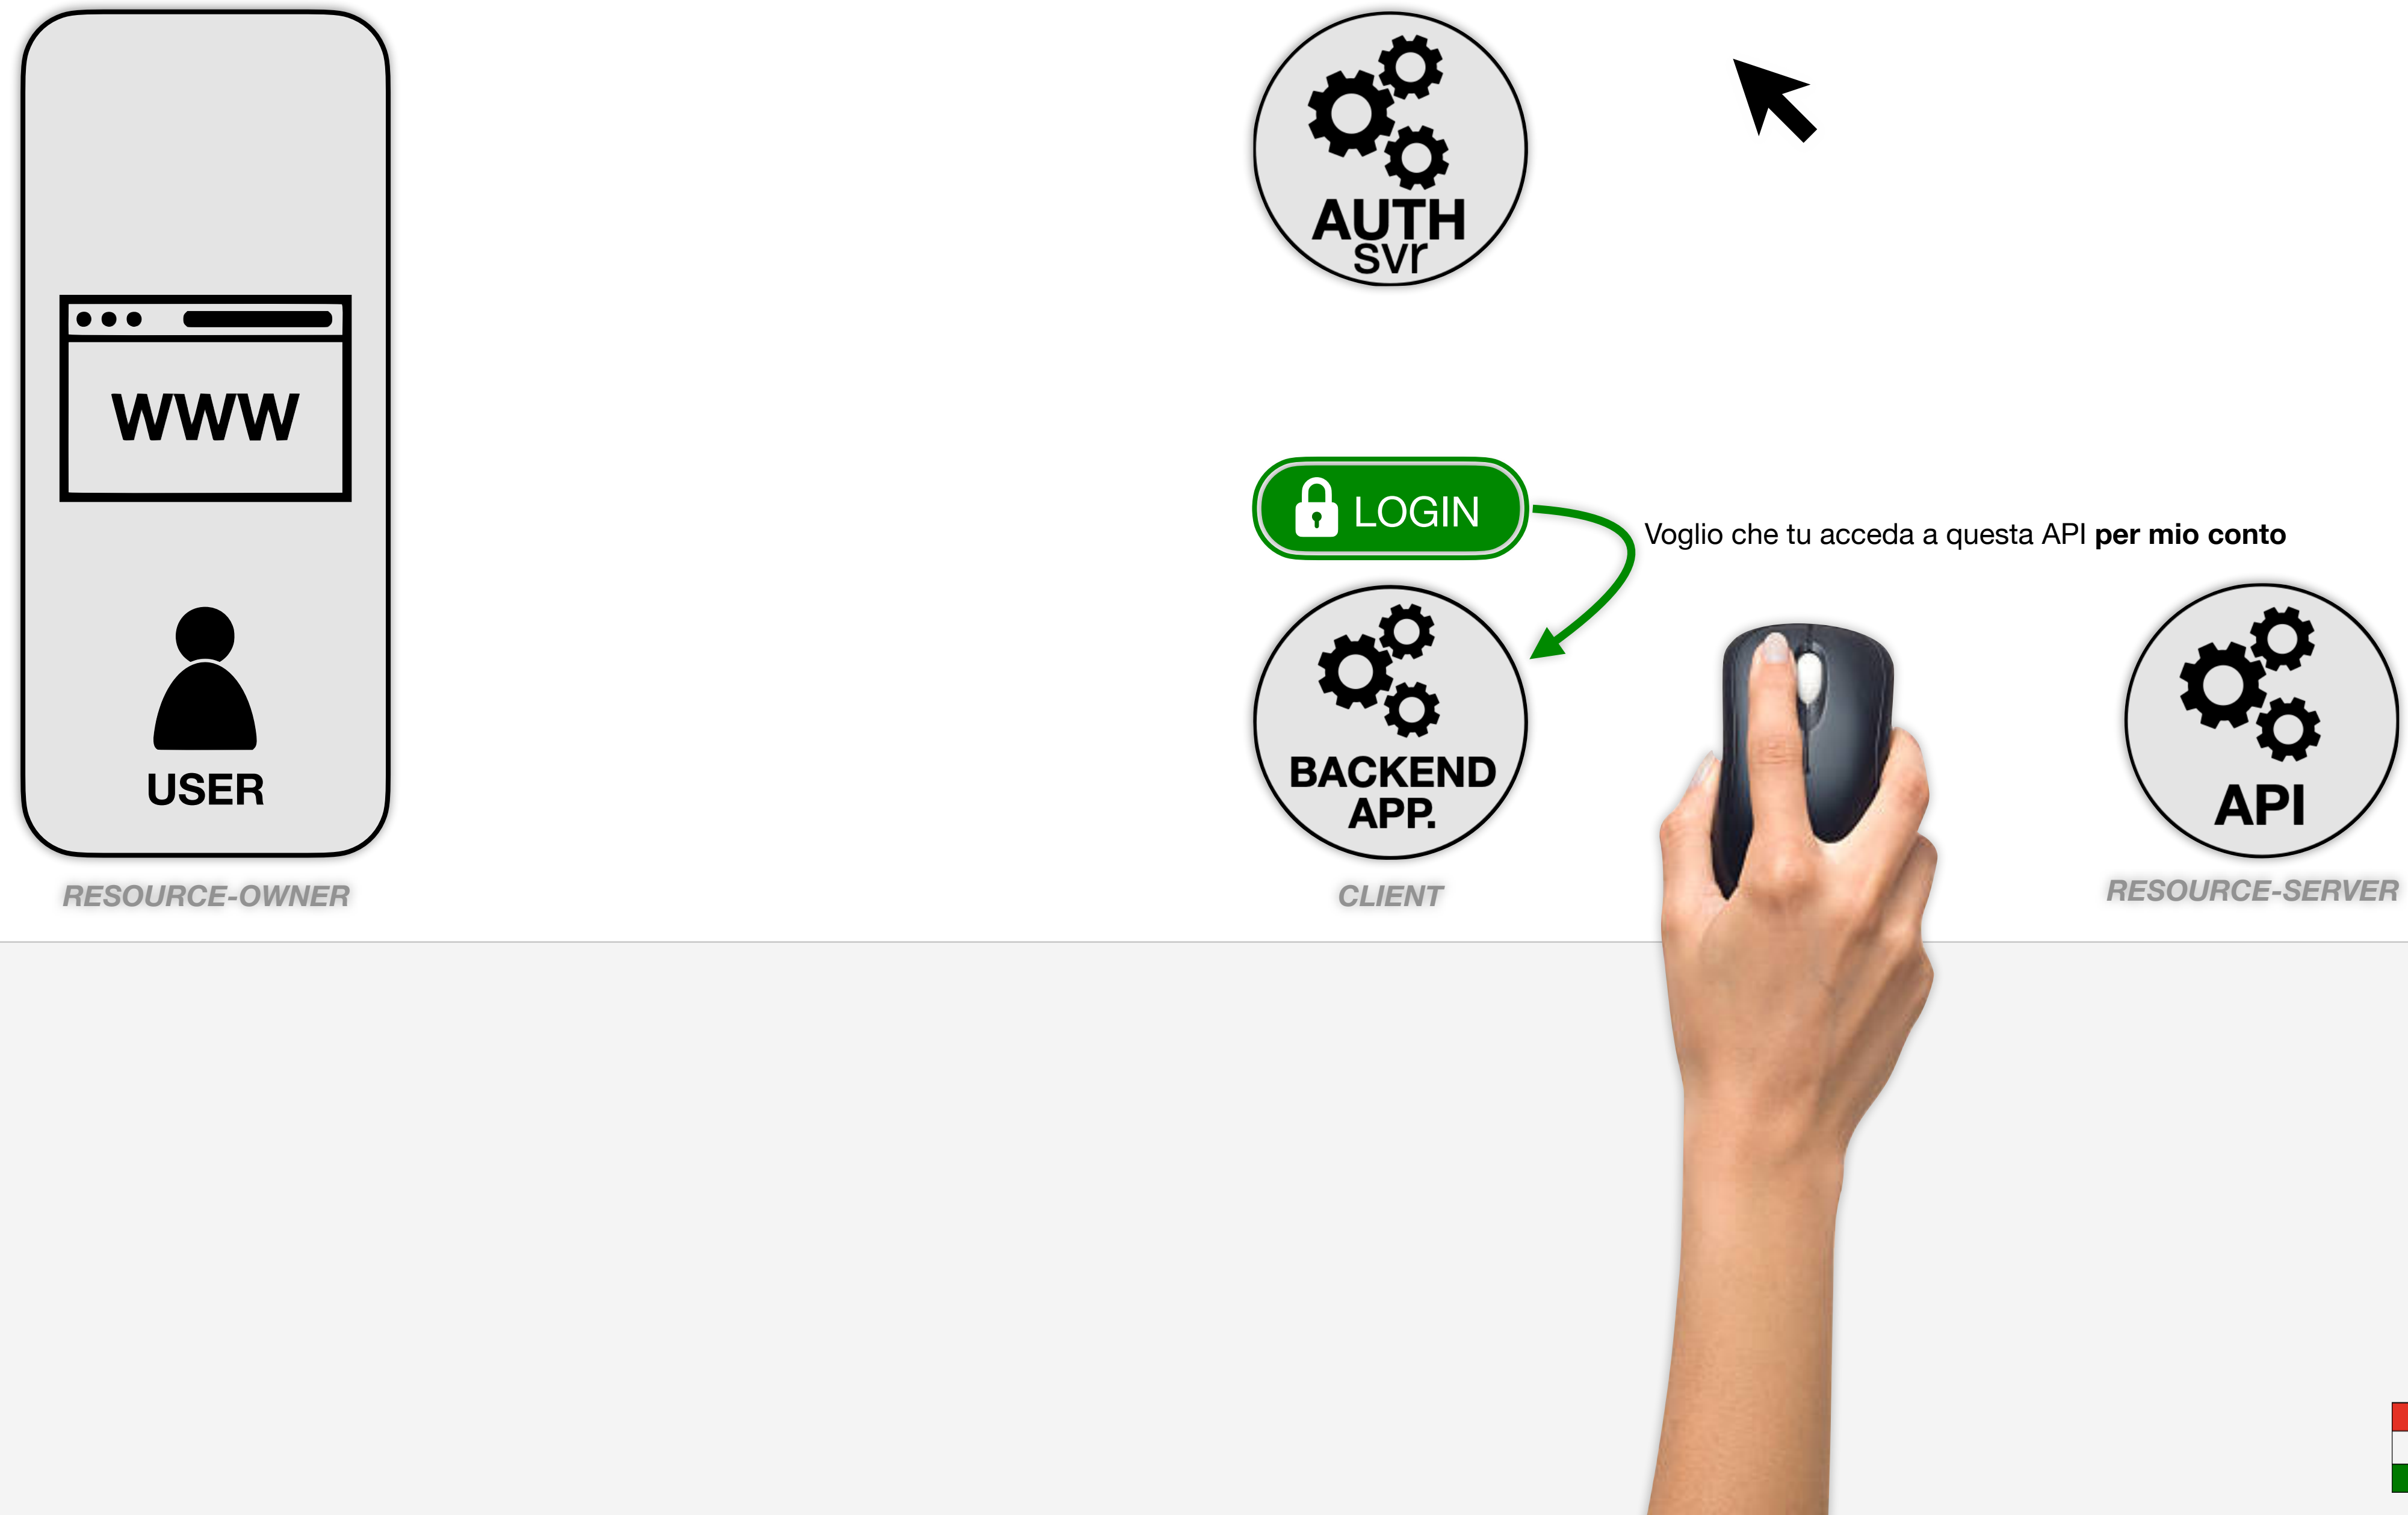 AUTH
svr
WWW
LOGIN
Voglio che tu acceda a questa API per mio conto
USER
BACKEND
APP.
API
RESOURCE-OWNER
CLIENT
RESOURCE-SERVER